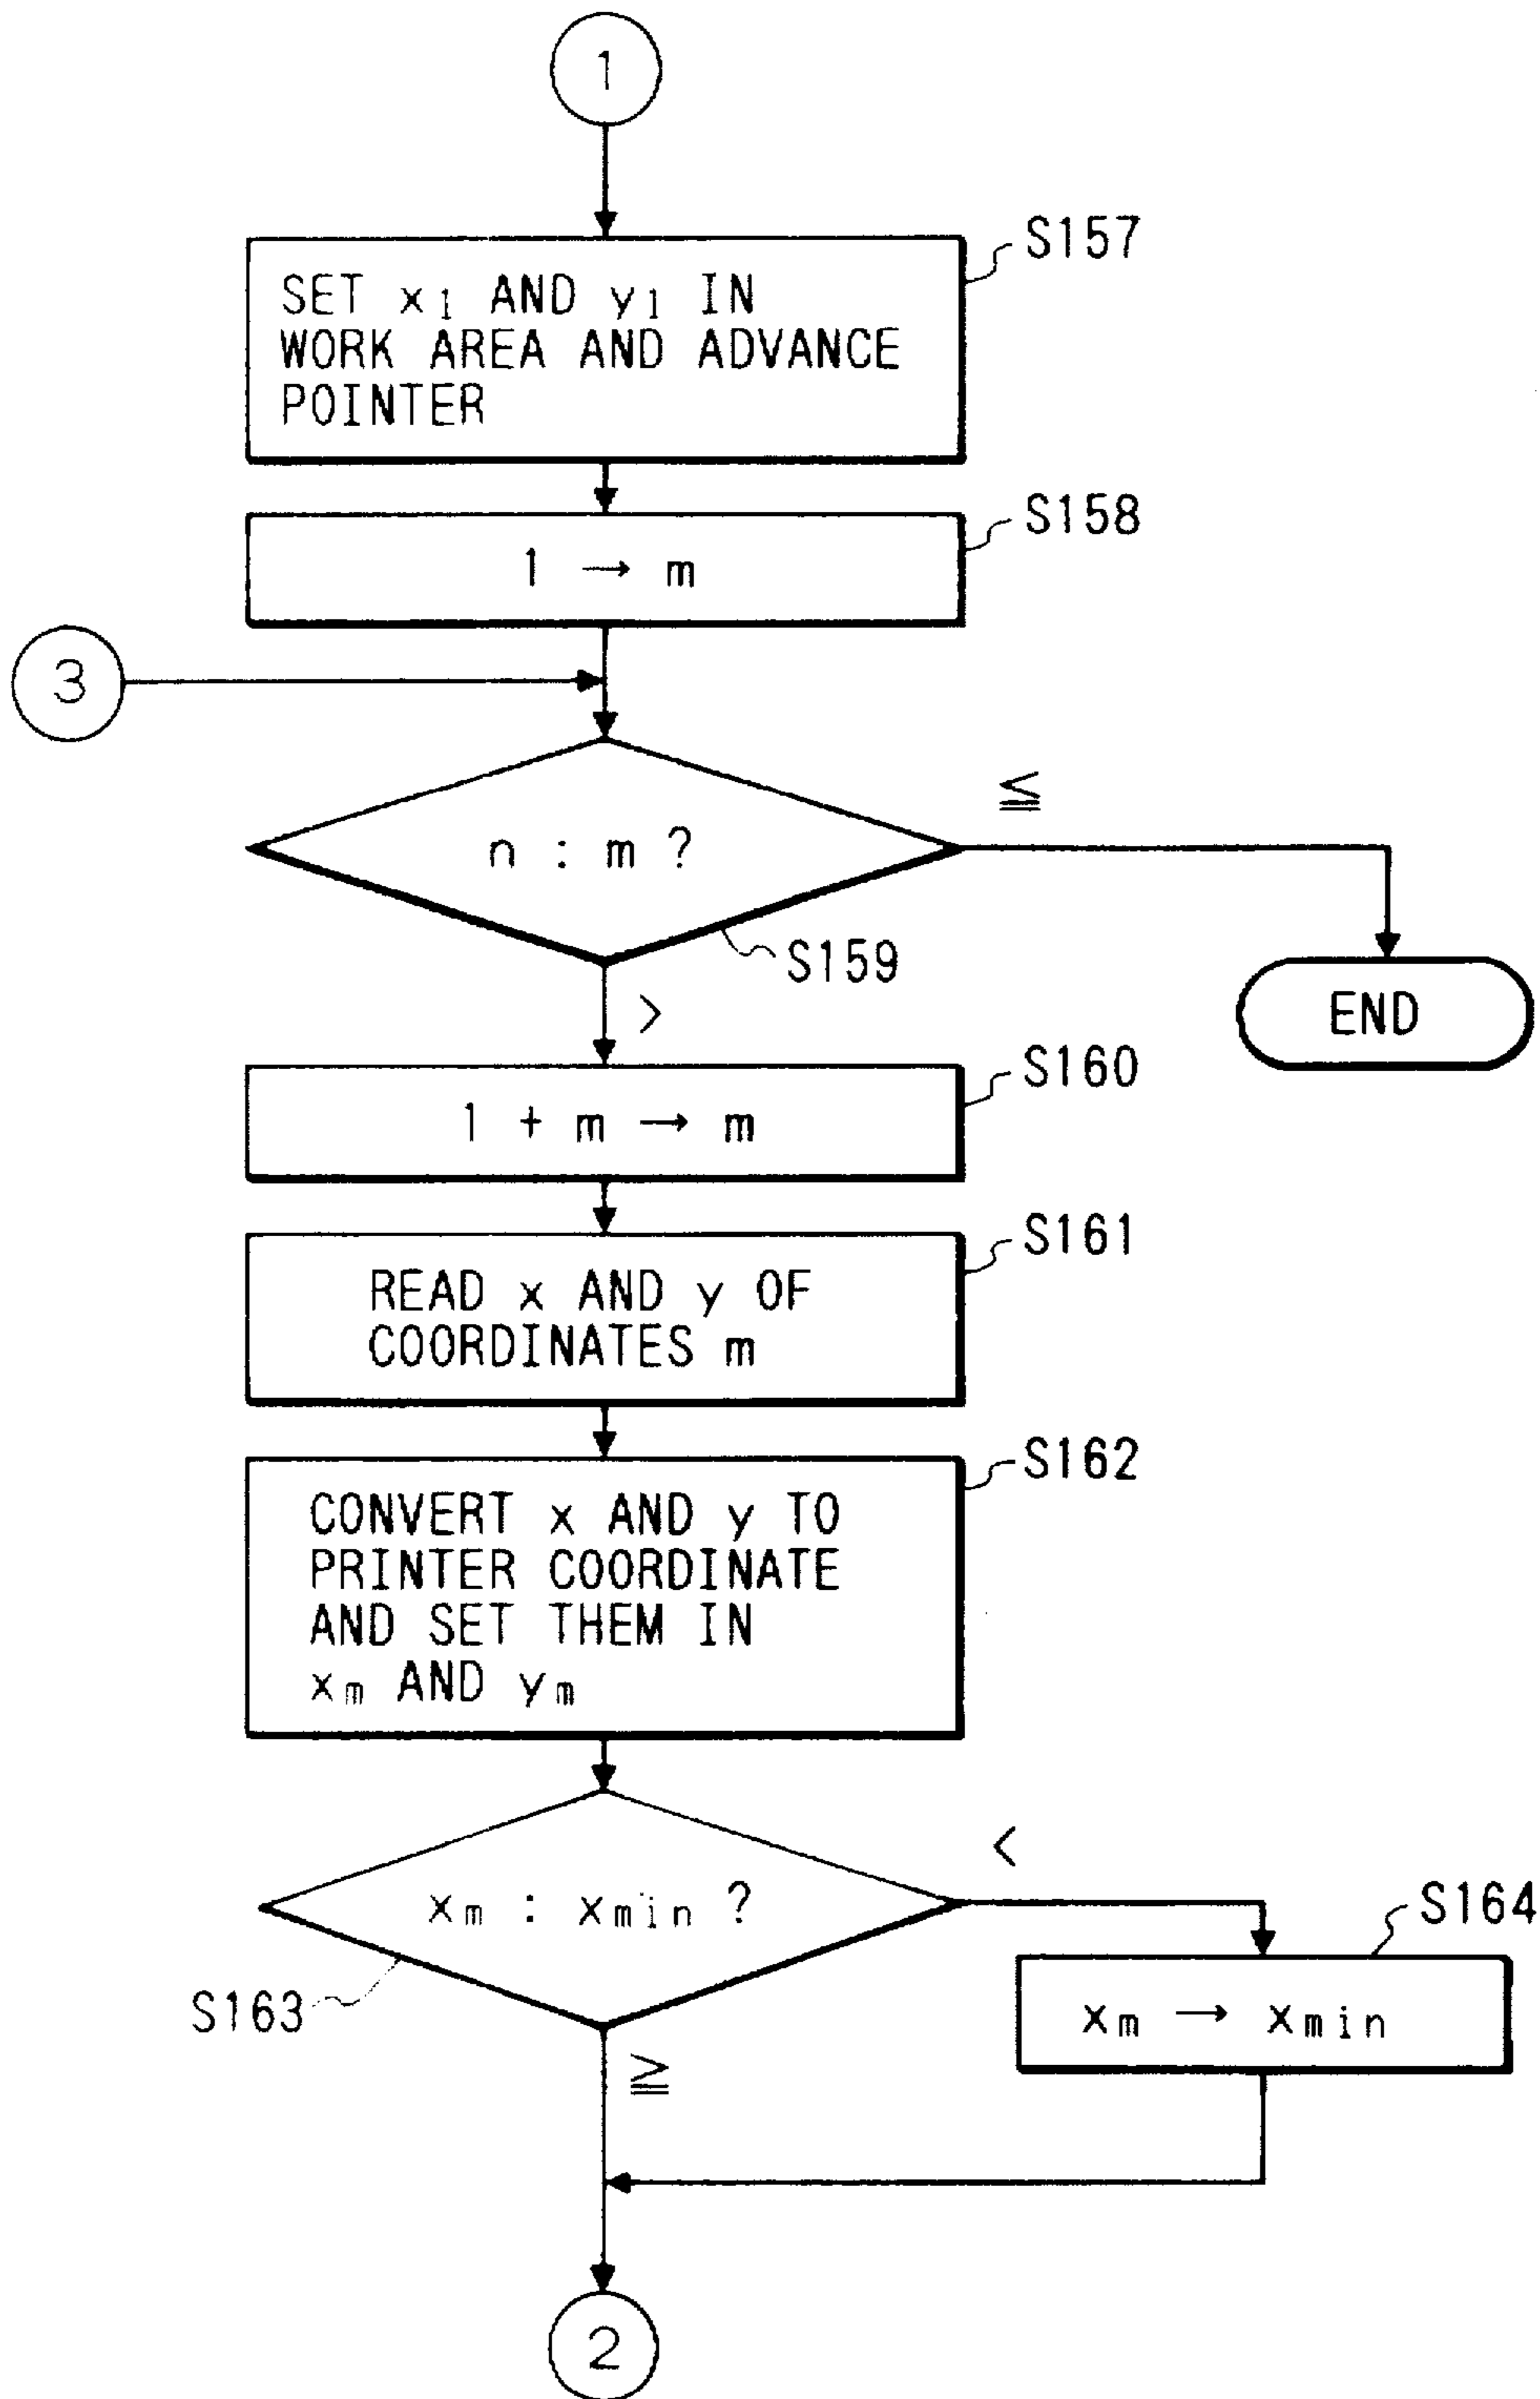 1
S157
SET x1 AND y1 IN
WORK AREA AND ADVANCE
POINTER
S158
1 → m
3
n : m ?
≦
S159
>
END
S160
1 + m → m
S161
READ x AND y OF
COORDINATES m
S162
CONVERT x AND y TO
PRINTER COORDINATE
AND SET THEM IN
xm AND ym
<
xm : xmin ?
S164
S163
xm → xmin
≧
2